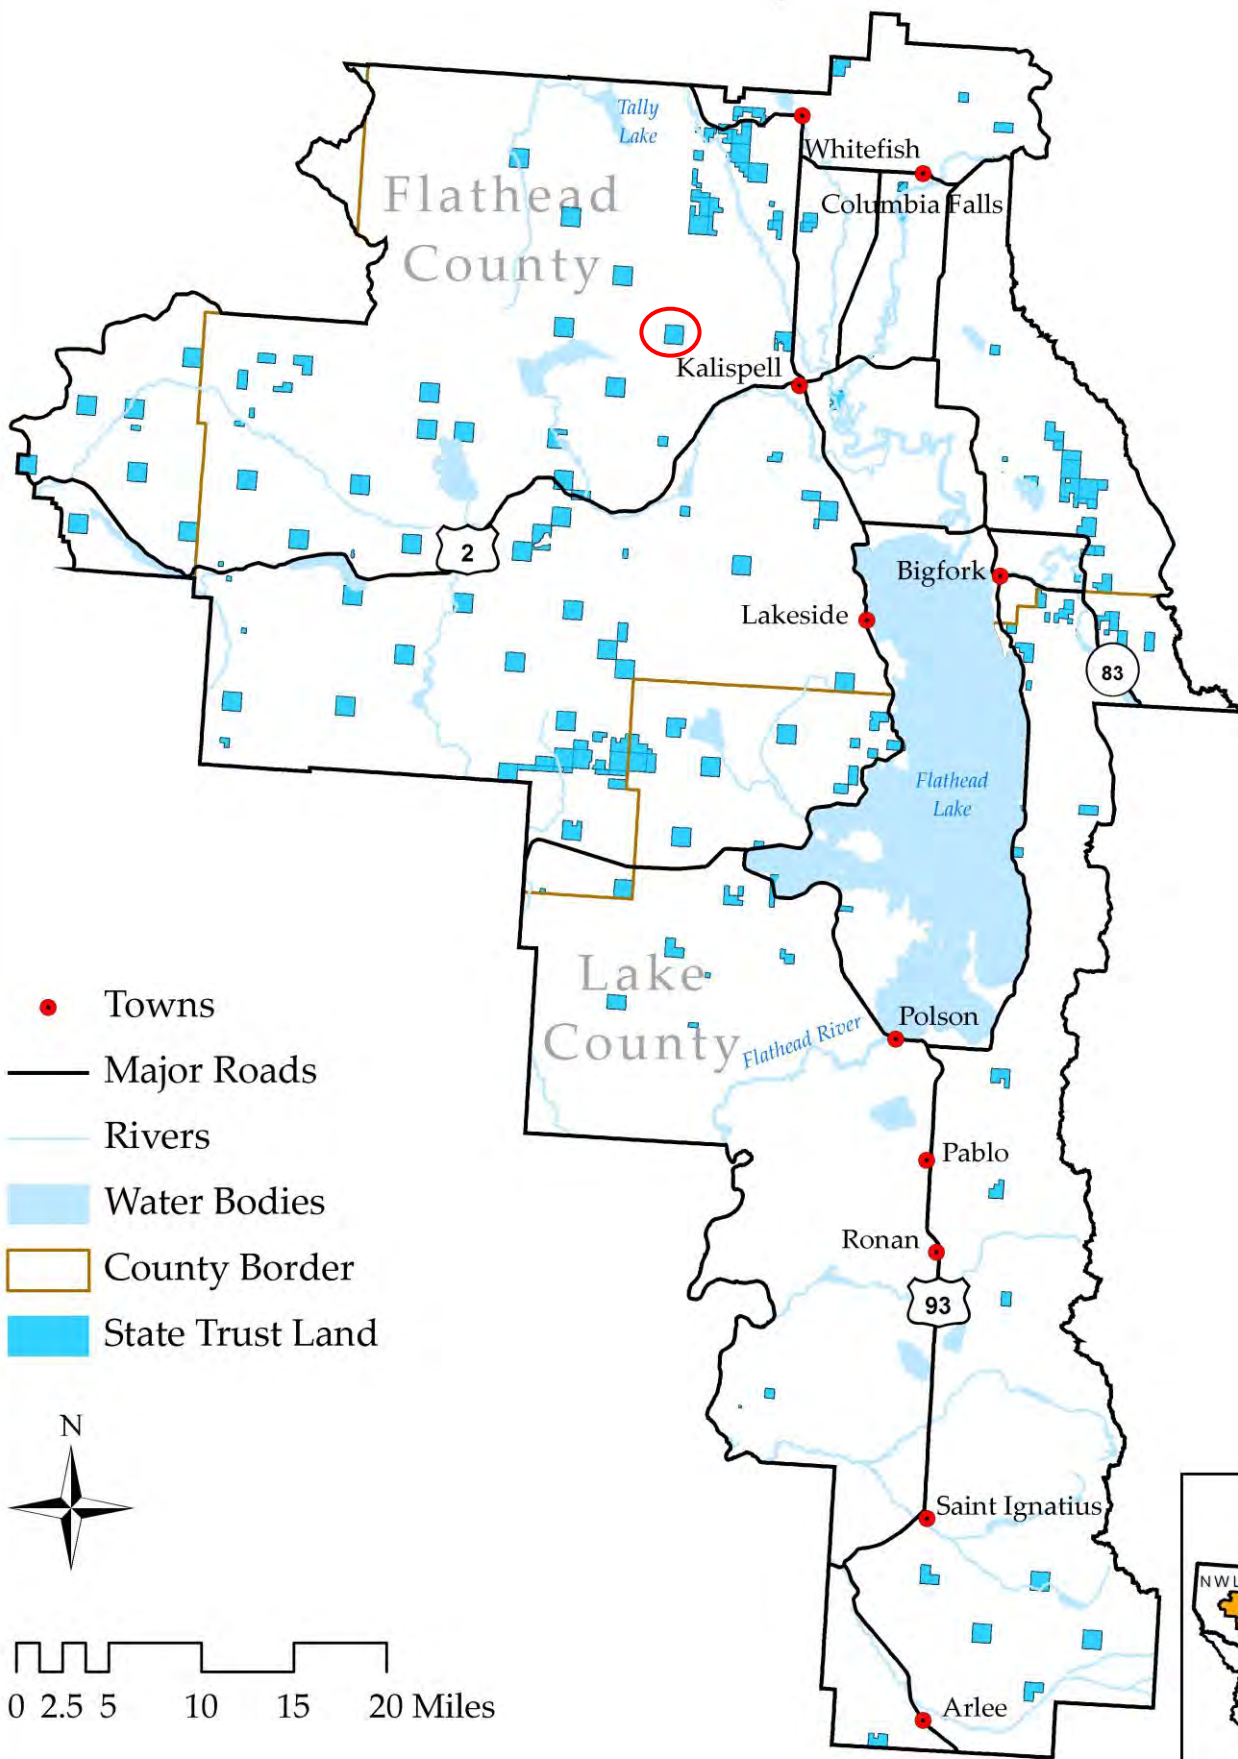 Tally
Lake
Whitefish
Columbia Falls
Flathead
County
Kalispell
2
Bigfork
Lakeside
83
Flathead
Lake
Lake
County
Polson
Flathead River
Pablo
Ronan
93
Saint Ignatius
Arlee
Towns
Major Roads
Rivers
Water Bodies
County Border
State Trust Land
N
0 2.5 5 10 15 20 Miles
NWL